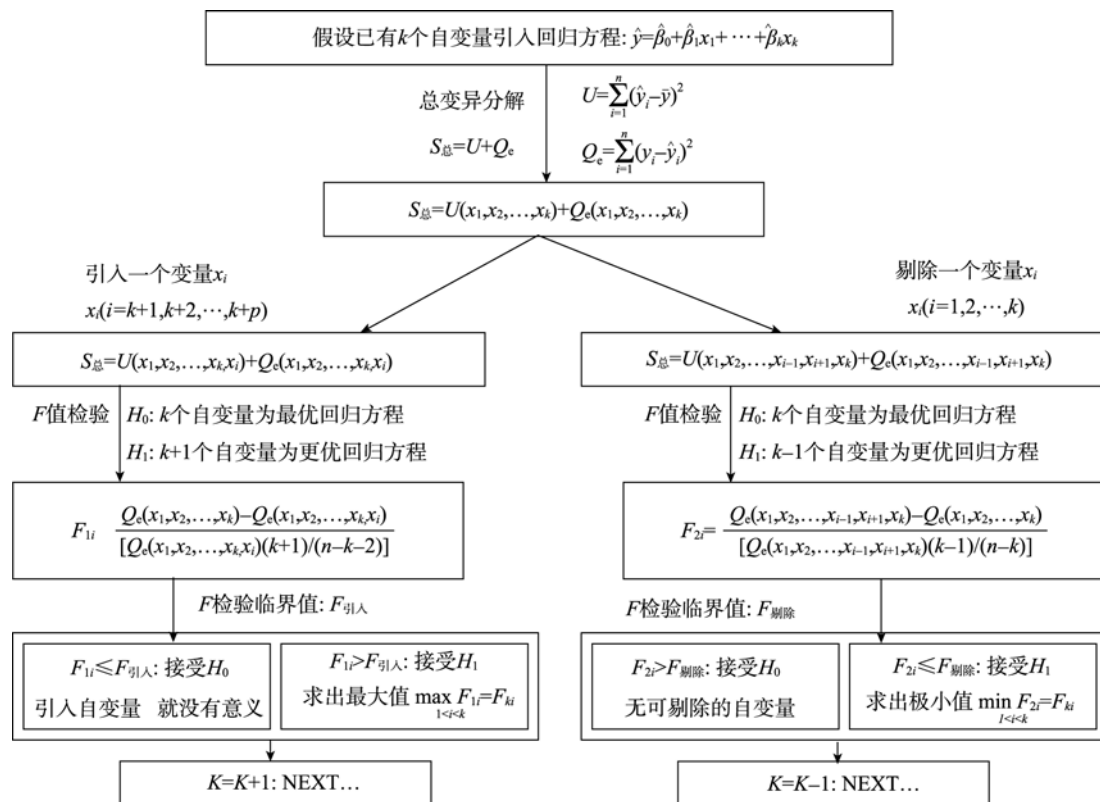 假设已有k个自变量引入回归方程: ŷ=β̂₀+β̂₁x₁+⋯+β̂ₖxₖ
总变异分解
U=∑ᵢ₌₁ⁿ(ŷᵢ–ȳ)²
S总=U+Qₑ
Qₑ=∑ᵢ₌₁ⁿ(yᵢ–ŷᵢ)²
S总=U(x₁,x₂,…,xₖ)+Qₑ(x₁,x₂,…,xₖ)
引入一个变量xᵢ
xᵢ(i=k+1,k+2,⋯,k+p)
剔除一个变量xᵢ
xᵢ(i=1,2,⋯,k)
S总=U(x₁,x₂,…,xₖ,xᵢ)+Qₑ(x₁,x₂,…,xₖ,xᵢ)
S总=U(x₁,x₂,…,xᵢ₋₁,xᵢ₊₁,xₖ)+Qₑ(x₁,x₂,…,xᵢ₋₁,xᵢ₊₁,xₖ)
F值检验
H₀: k个自变量为最优回归方程
H₁: k+1个自变量为更优回归方程
F值检验
H₀: k个自变量为最优回归方程
H₁: k–1个自变量为更优回归方程
F₁ᵢ
Qₑ(x₁,x₂,…,xₖ)–Qₑ(x₁,x₂,…,xₖ,xᵢ)
[Qₑ(x₁,x₂,…,xₖ,xᵢ)(k+1)/(n–k–2)]
F₂ᵢ=
Qₑ(x₁,x₂,…,xᵢ₋₁,xᵢ₊₁,xₖ)–Qₑ(x₁,x₂,…,xₖ)
[Qₑ(x₁,x₂,…,xᵢ₋₁,xᵢ₊₁,xₖ)(k–1)/(n–k)]
F检验临界值: F引入
F检验临界值: F剔除
F₁ᵢ≤F引入: 接受H₀
引入自变量 就没有意义
F₁ᵢ>F引入: 接受H₁
求出最大值 max F₁ᵢ=Fₖᵢ
1<i<k
F₂ᵢ>F剔除: 接受H₀
无可剔除的自变量
F₂ᵢ≤F剔除: 接受H₁
求出极小值 min F₂ᵢ=Fₖᵢ
1<i<k
K=K+1: NEXT…
K=K–1: NEXT…